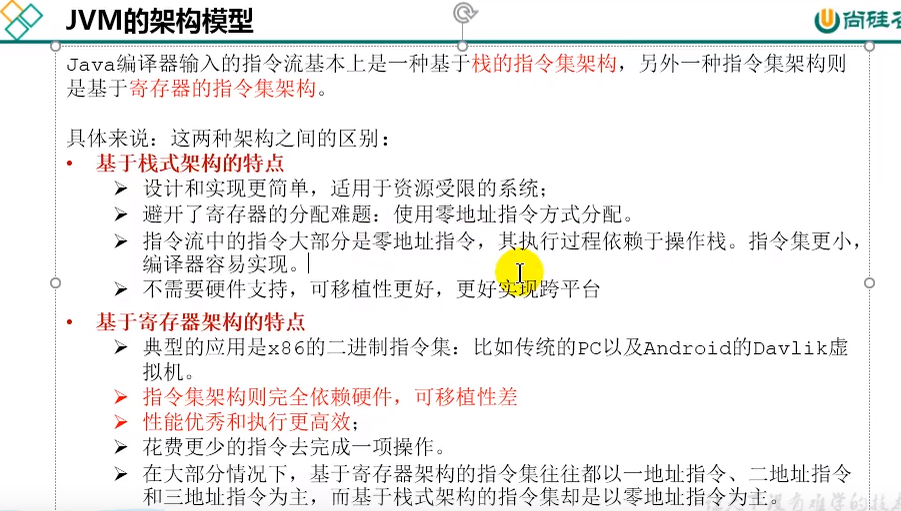 JVM的架构模型
尚硅谷
Java编译器输入的指令流基本上是一种基于栈的指令集架构，另外一种指令集架构则
是基于寄存器的指令集架构。
具体来说：这两种架构之间的区别：
• 基于栈式架构的特点
➢ 设计和实现更简单，适用于资源受限的系统；
➢ 避开了寄存器的分配难题：使用零地址指令方式分配。
➢ 指令流中的指令大部分是零地址指令，其执行过程依赖于操作栈。指令集更小，
编译器容易实现。
➢ 不需要硬件支持，可移植性更好，更好实现跨平台
• 基于寄存器架构的特点
➢ 典型的应用是x86的二进制指令集：比如传统的PC以及Android的Davlik虚
拟机。
➢ 指令集架构则完全依赖硬件，可移植性差
➢ 性能优秀和执行更高效；
➢ 花费更少的指令去完成一项操作。
➢ 在大部分情况下，基于寄存器架构的指令集往往都以一地址指令、二地址指令
和三地址指令为主，而基于栈式架构的指令集却是以零地址指令为主。